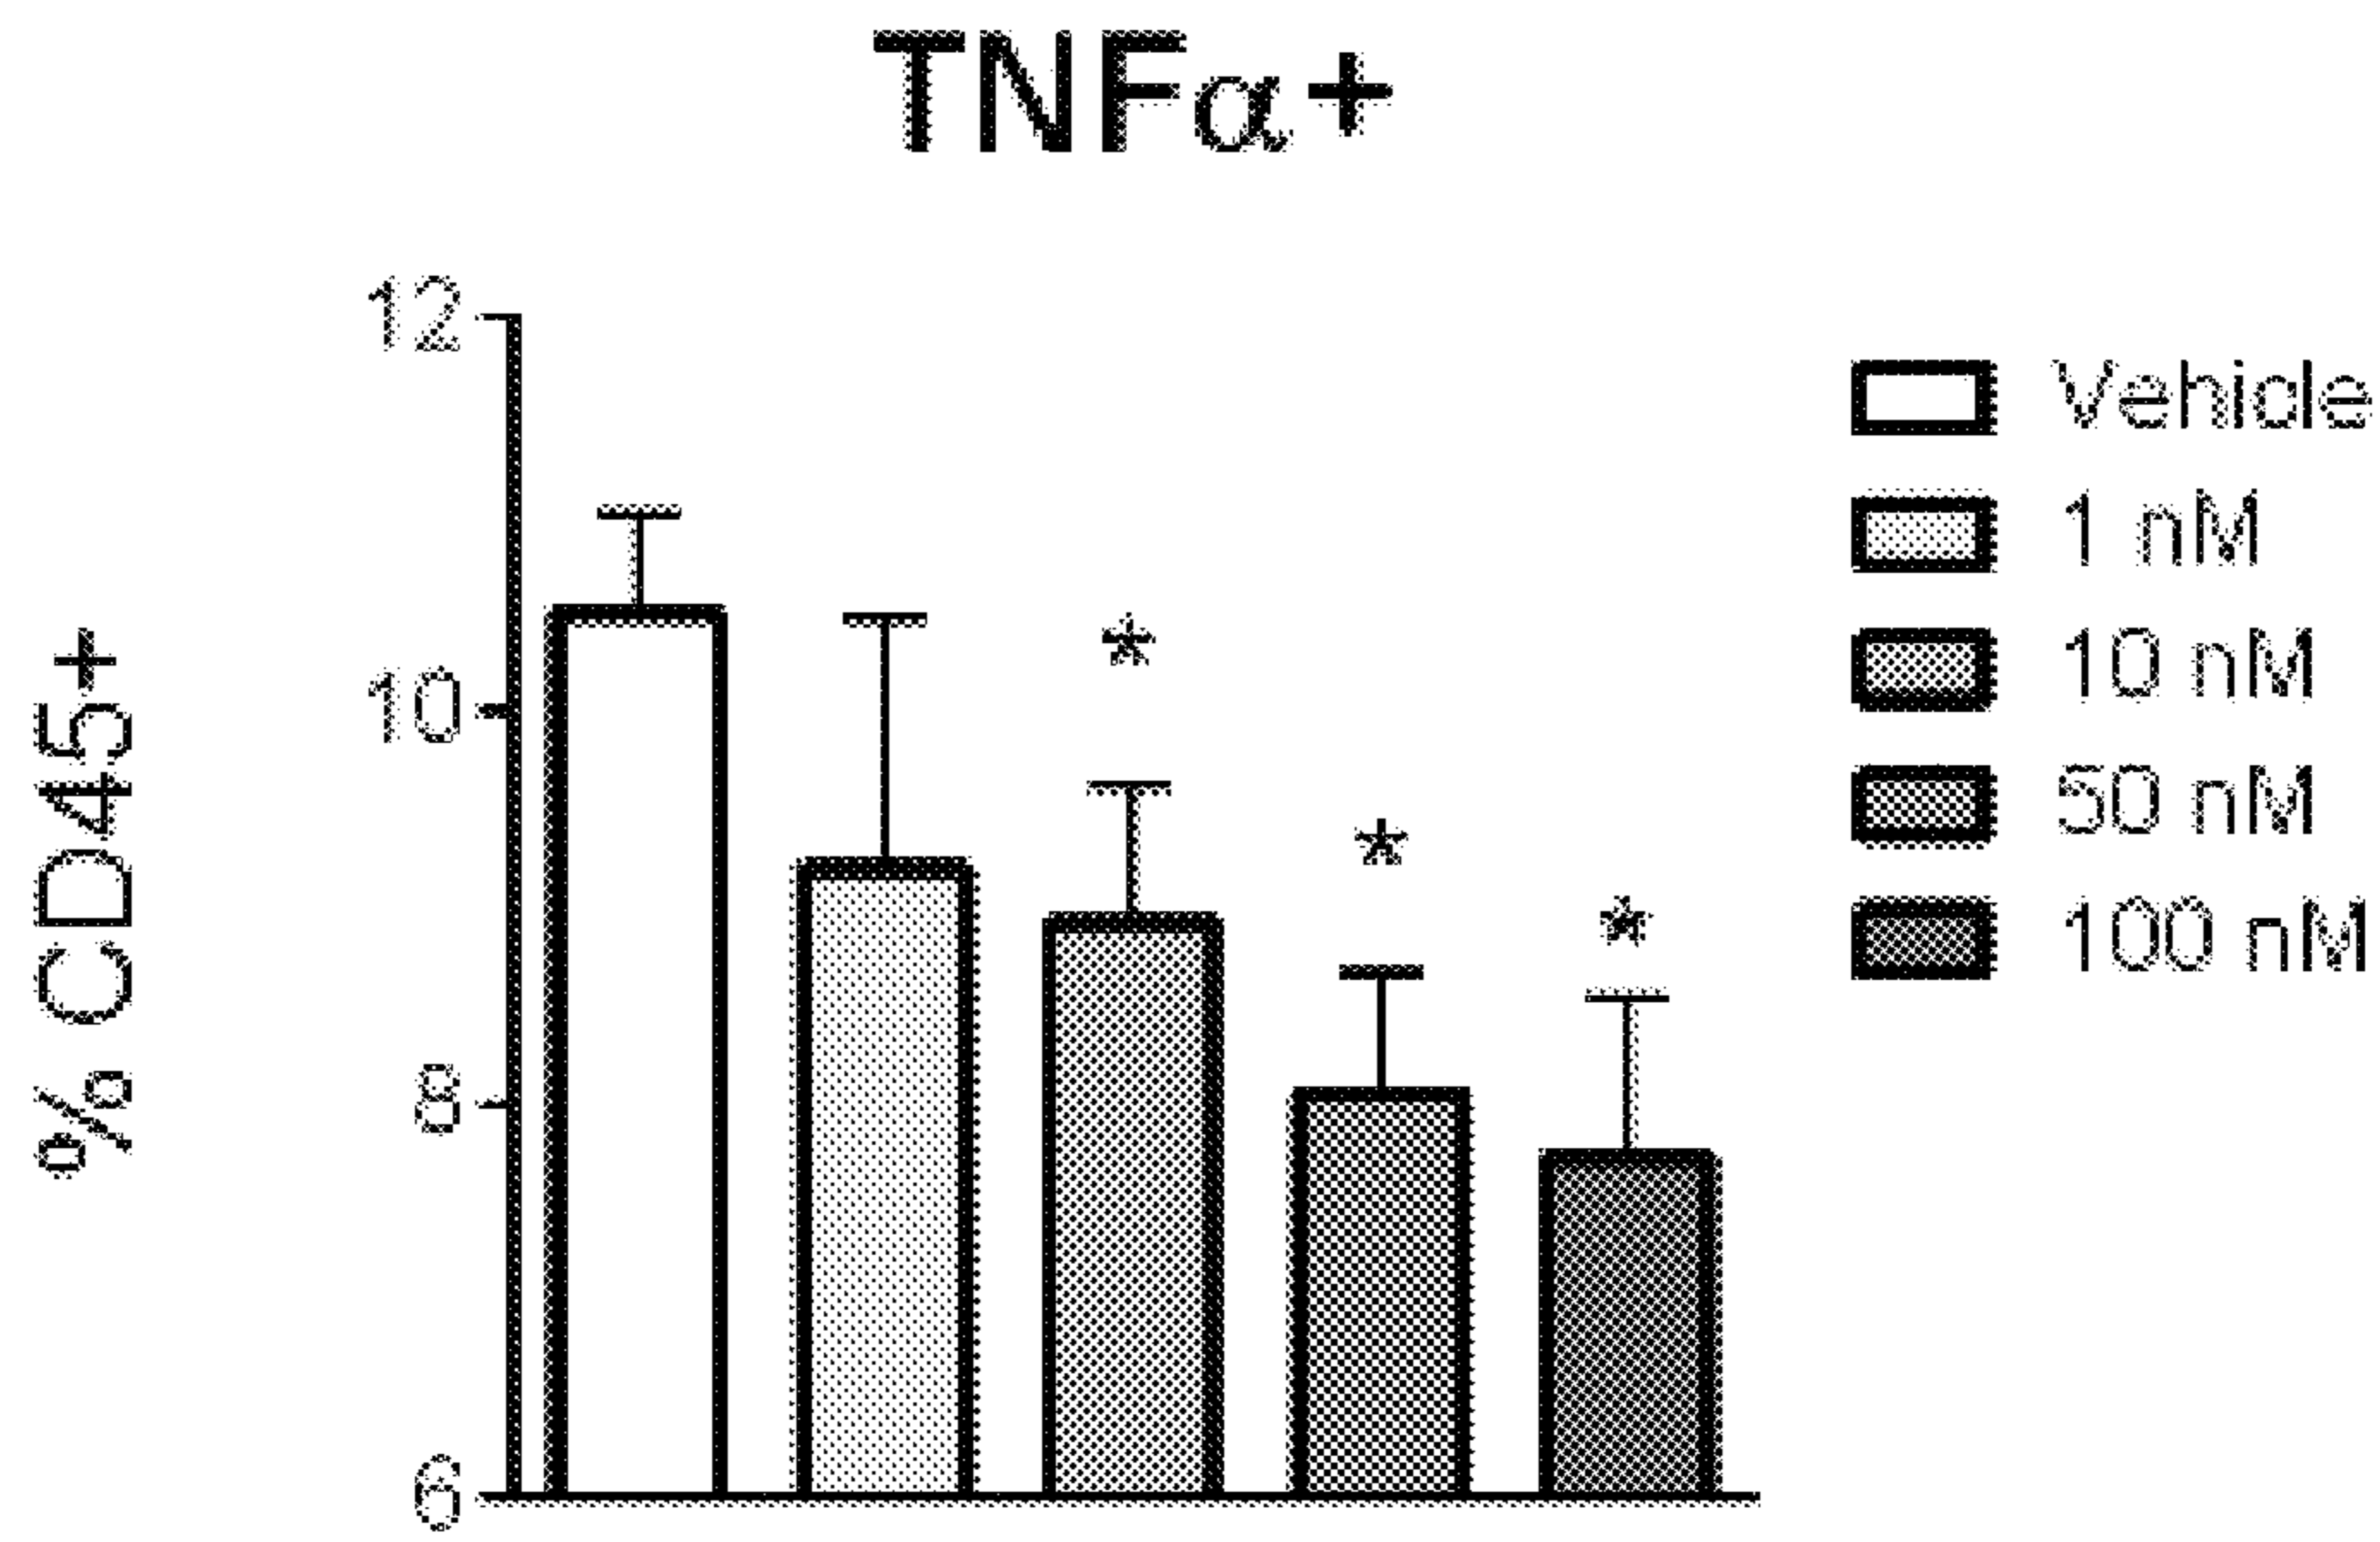 TNFα+
% CD45+
12
10
8
6
*
*
*
Vehicle
1 nM
10 nM
50 nM
100 nM